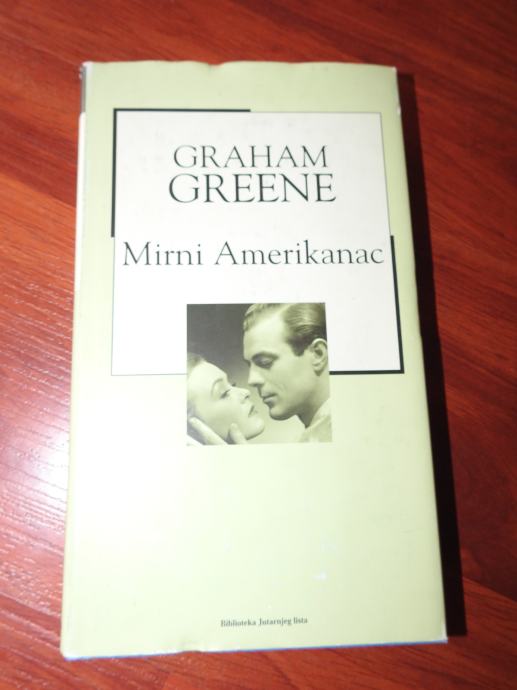 GRAHAM
GREENE
Mirni Amerikanac
Biblioteka Jutarnjeg lista